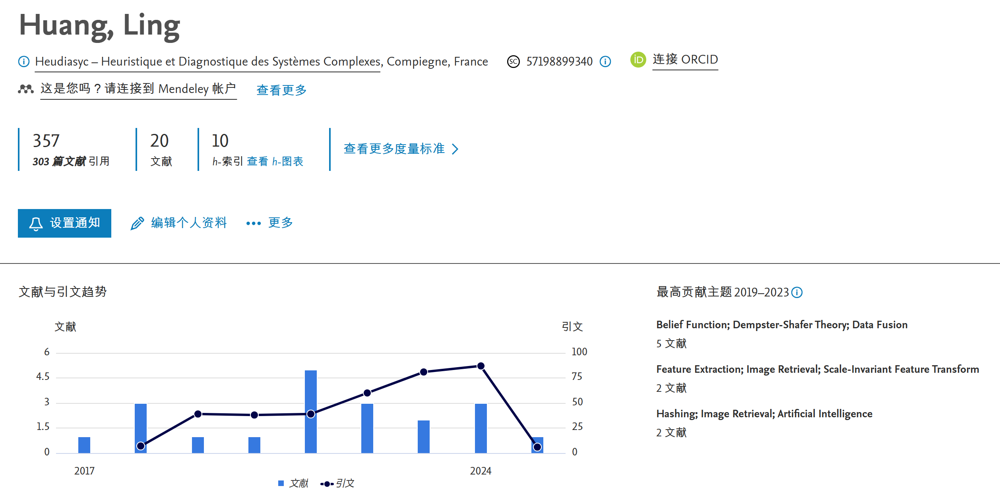 Huang, Ling
Heudiasyc – Heuristique et Diagnostique des Systèmes Complexes, Compiegne, France SC 57198899340 iD 连接 ORCID
这是您吗？请连接到 Mendeley 帐户 查看更多
357 20 10
303 篇文献 引用 文献 h-索引 查看 h-图表 查看更多度量标准
设置通知 编辑个人资料 更多
文献与引文趋势
文献 引文
6 100
4.5 75
3 50
1.5 25
0 0
2017 2024
文献 引文
最高贡献主题 2019–2023
Belief Function; Dempster-Shafer Theory; Data Fusion
5 文献
Feature Extraction; Image Retrieval; Scale-Invariant Feature Transform
2 文献
Hashing; Image Retrieval; Artificial Intelligence
2 文献